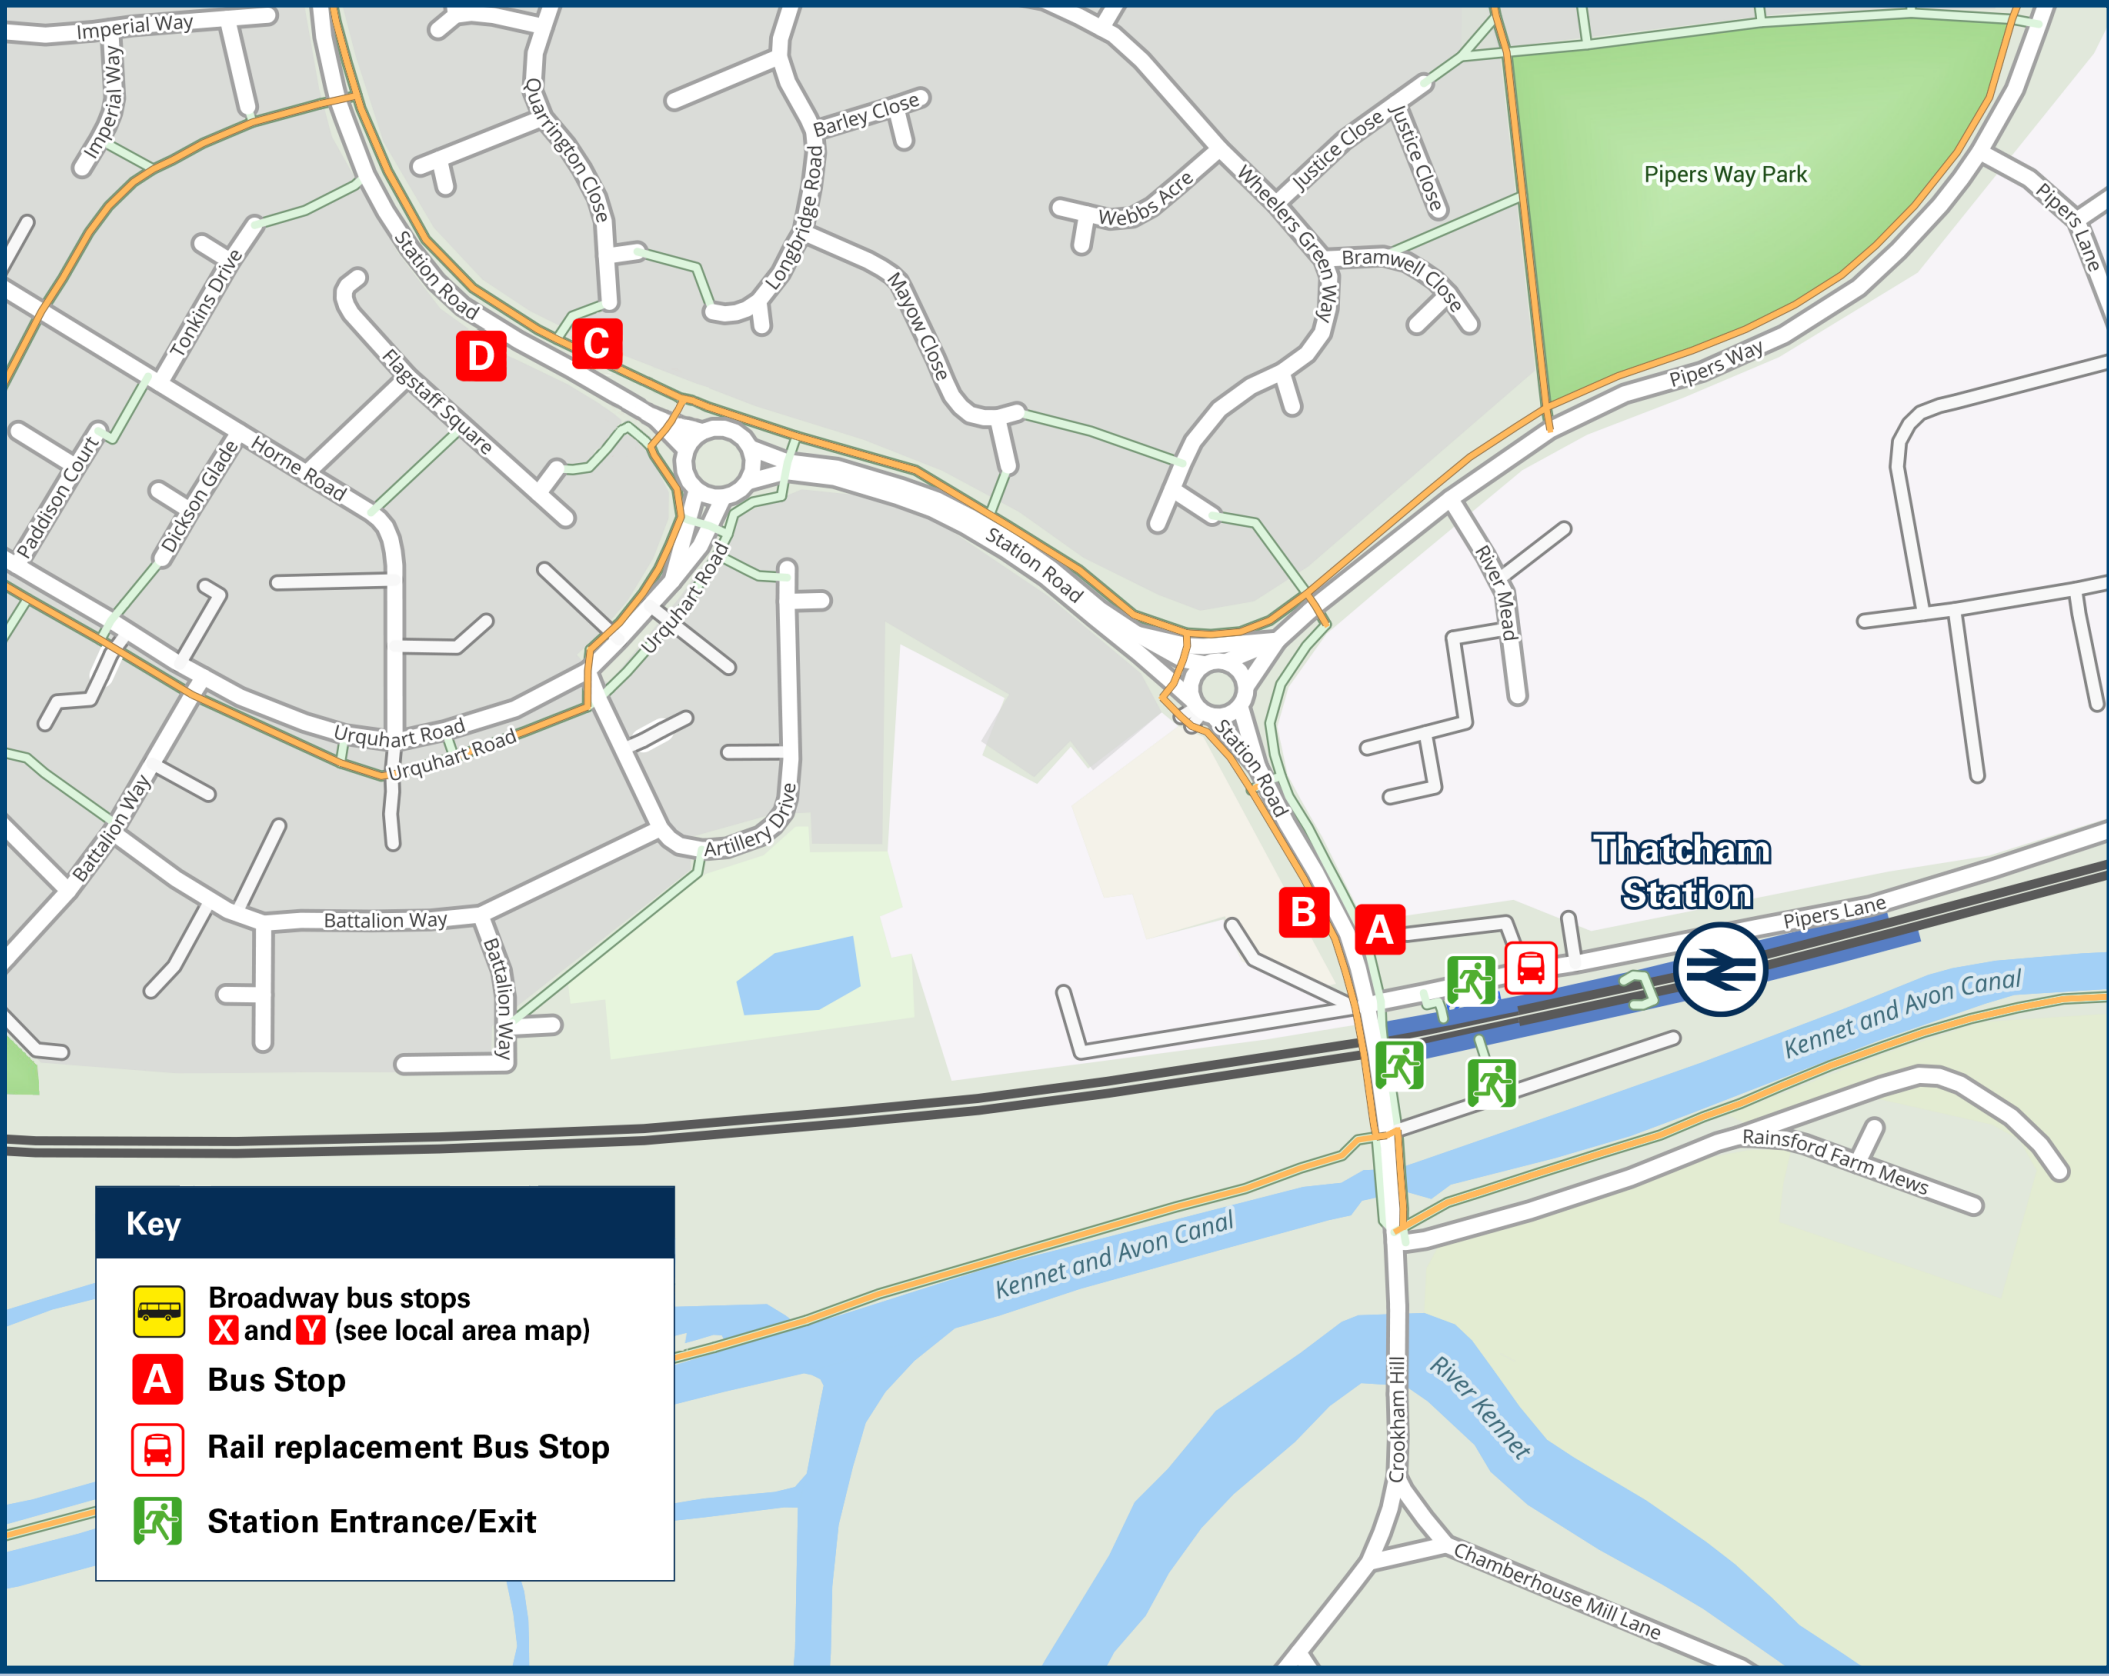 Imperial Way
Imperial Way
Quarrington Close
Barley Close
Longbridge Road
Justice Close
Justice Close
Webbs Acre
Wheelers Green Way
Bramwell Close
Pipers Way Park
Pipers Lane
Station Road
Tonkins Drive
Mayow Close
D
C
Flagstaff Square
Pipers Way
Horne Road
Paddison Court
Dickson Glade
Station Road
Urquhart Road
River Mead
Urquhart Road
Urquhart Road
Station Road
Battalion Way
Artillery Drive
Thatcham
Station
B
A
Pipers Lane
Battalion Way
Battalion Way
Kennet and Avon Canal
Rainsford Farm Mews
Kennet and Avon Canal
Key
Broadway bus stops
X and Y (see local area map)
A Bus Stop
Rail replacement Bus Stop
Station Entrance/Exit
Crookham Hill
River Kennet
Chamberhouse Mill Lane